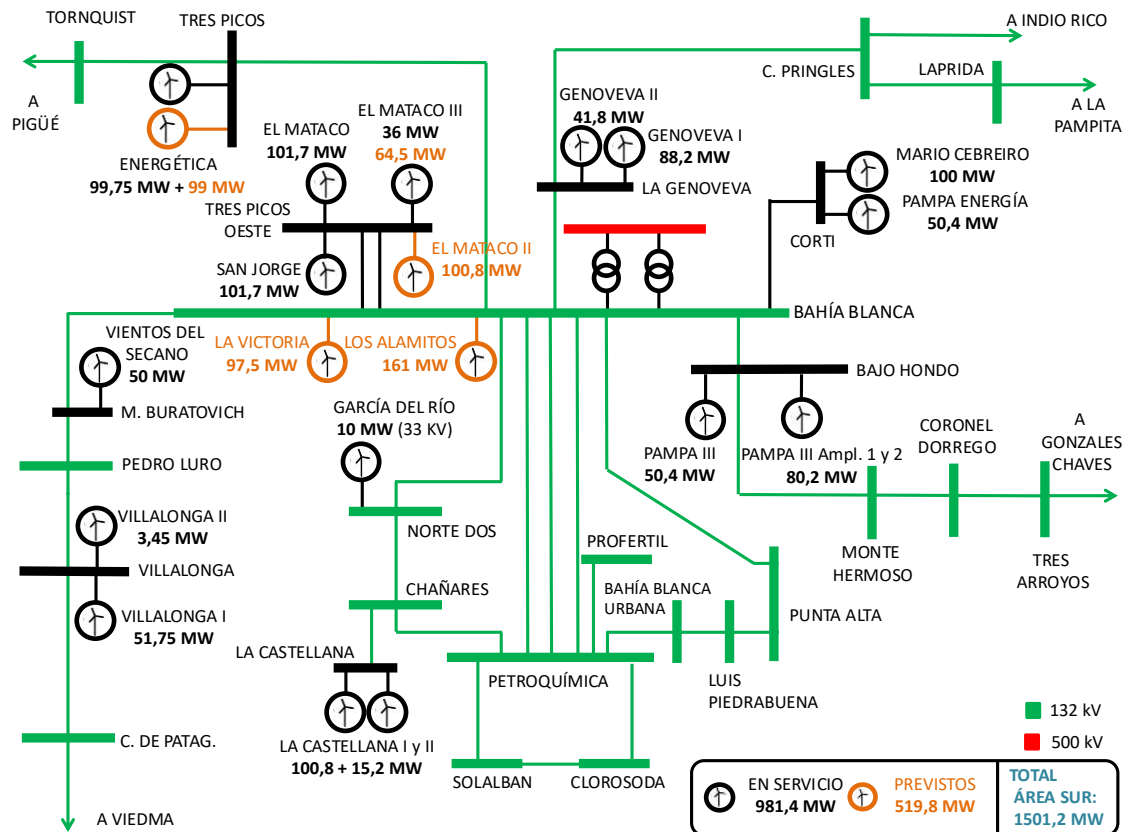 TORNQUIST
TRES PICOS
A
PIGÜÉ
ENERGÉTICA
99,75 MW + 99 MW
EL MATACO
101,7 MW
EL MATACO III
36 MW
64,5 MW
TRES PICOS
OESTE
SAN JORGE
101,7 MW
EL MATACO II
100,8 MW
GENOVEVA II
41,8 MW
GENOVEVA I
88,2 MW
LA GENOVEVA
C. PRINGLES
A INDIO RICO
LAPRIDA
A LA
PAMPITA
MARIO CEBREIRO
100 MW
PAMPA ENERGÍA
50,4 MW
CORTI
BAHÍA BLANCA
VIENTOS DEL
SECANO
50 MW
M. BURATOVICH
LA VICTORIA
97,5 MW
LOS ALAMITOS
161 MW
BAJO HONDO
PAMPA III
50,4 MW
PAMPA III Ampl. 1 y 2
80,2 MW
CORONEL
DORREGO
A
GONZALES
CHAVES
MONTE
HERMOSO
TRES
ARROYOS
PEDRO LURO
VILLALONGA II
3,45 MW
VILLALONGA
VILLALONGA I
51,75 MW
C. DE PATAG.
A VIEDMA
GARCÍA DEL RÍO
10 MW (33 KV)
NORTE DOS
CHAÑARES
LA CASTELLANA
LA CASTELLANA I y II
100,8 + 15,2 MW
PROFERTIL
BAHÍA BLANCA
URBANA
PUNTA ALTA
LUIS
PIEDRABUENA
PETROQUÍMICA
SOLALBAN
CLOROSODA
132 kV
500 kV
EN SERVICIO
981,4 MW
PREVISTOS
519,8 MW
TOTAL
ÁREA SUR:
1501,2 MW